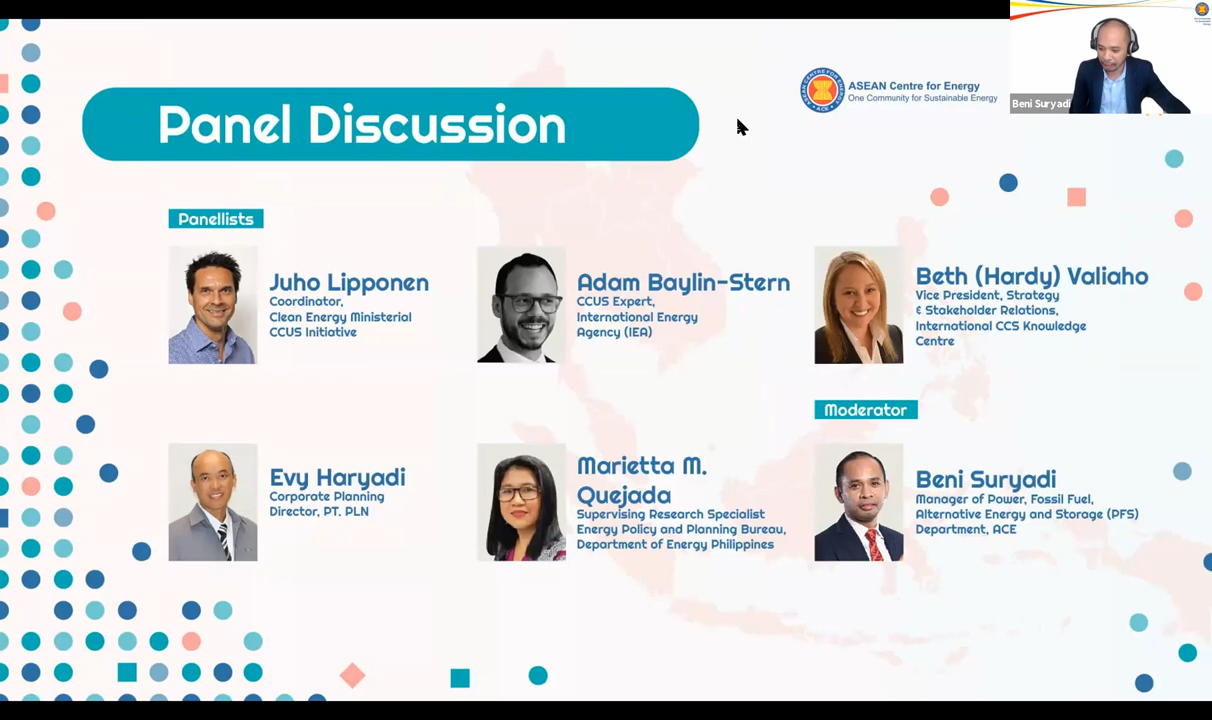 Panel Discussion
ASEAN Centre for Energy
One Community for Sustainable Energy
Beni Suryadi
Panellists
Juho Lipponen
Coordinator,
Clean Energy Ministerial
CCUS Initiative
Adam Baylin-Stern
CCUS Expert,
International Energy
Agency (IEA)
Beth (Hardy) Valiaho
Vice President, Strategy
& Stakeholder Relations,
International CCS Knowledge
Centre
Evy Haryadi
Corporate Planning
Director, PT. PLN
Marietta M.
Quejada
Supervising Research Specialist
Energy Policy and Planning Bureau,
Department of Energy Philippines
Moderator
Beni Suryadi
Manager of Power, Fossil Fuel,
Alternative Energy and Storage (PFS)
Department, ACE